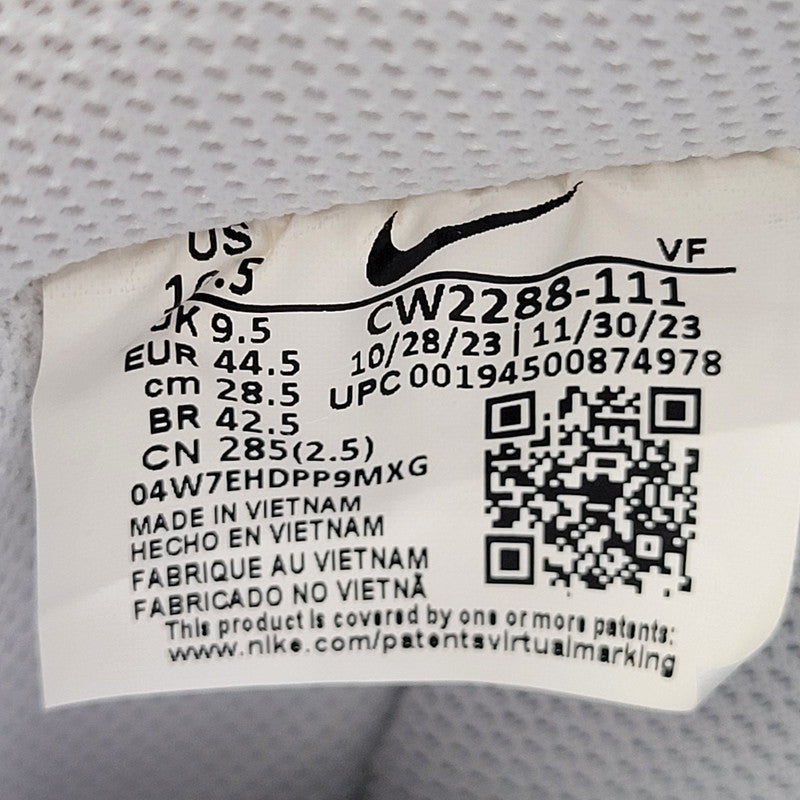 US
VF
UK 9.5
CW2288-111
EUR 44.5
10/28/23 | 11/30/23
cm 28.5
UPC 00194500874978
BR 42.5
CN 285(2.5)
04W7EHDPP9MXG
MADE IN VIETNAM
HECHO EN VIETNAM
FABRIQUE AU VIETNAM
FABRICADO NO VIETNÃ
This product is covered by one or more patents:
www.nike.com/patentsvirtualmarking